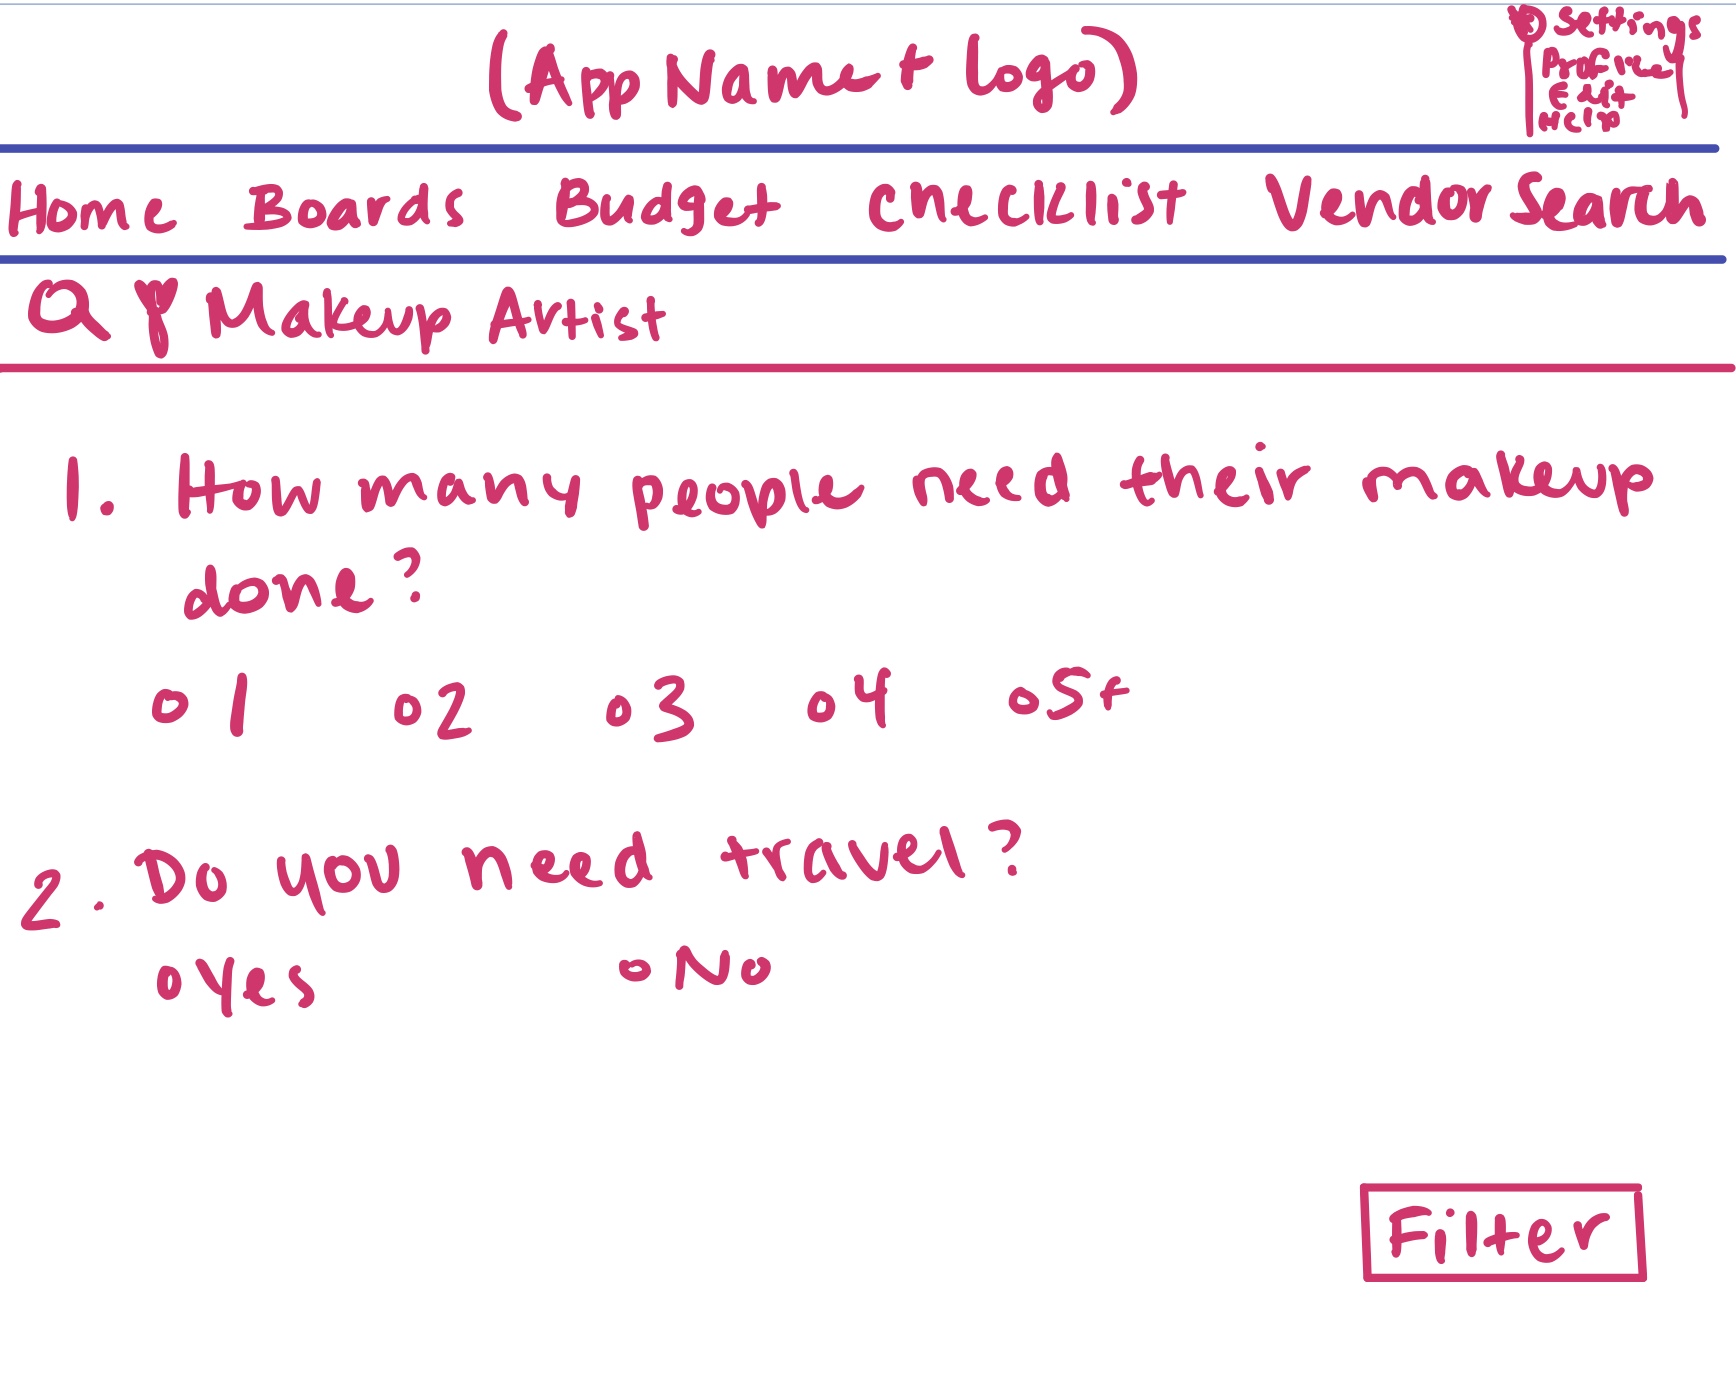 (App Name + Logo)
Settings
Profile
Exit
Help
Home Boards Budget Checklist Vendor Search
Makeup Artist
1. How many people need their makeup
done?
1 2 3 4 5+
2. Do you need travel?
Yes No
Filter